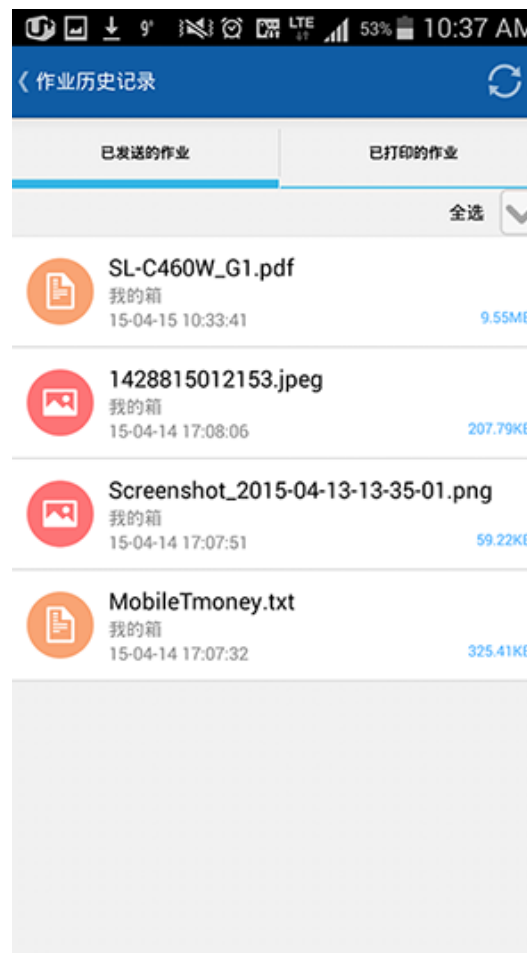 9° LTE 53% 10:37 AM
作业历史记录
已发送的作业 已打印的作业
全选
SL-C460W_G1.pdf
我的箱
15-04-15 10:33:41 9.55MB
1428815012153.jpeg
我的箱
15-04-14 17:08:06 207.79KB
Screenshot_2015-04-13-13-35-01.png
我的箱
15-04-14 17:07:51 59.22KB
MobileTmoney.txt
我的箱
15-04-14 17:07:32 325.41KB